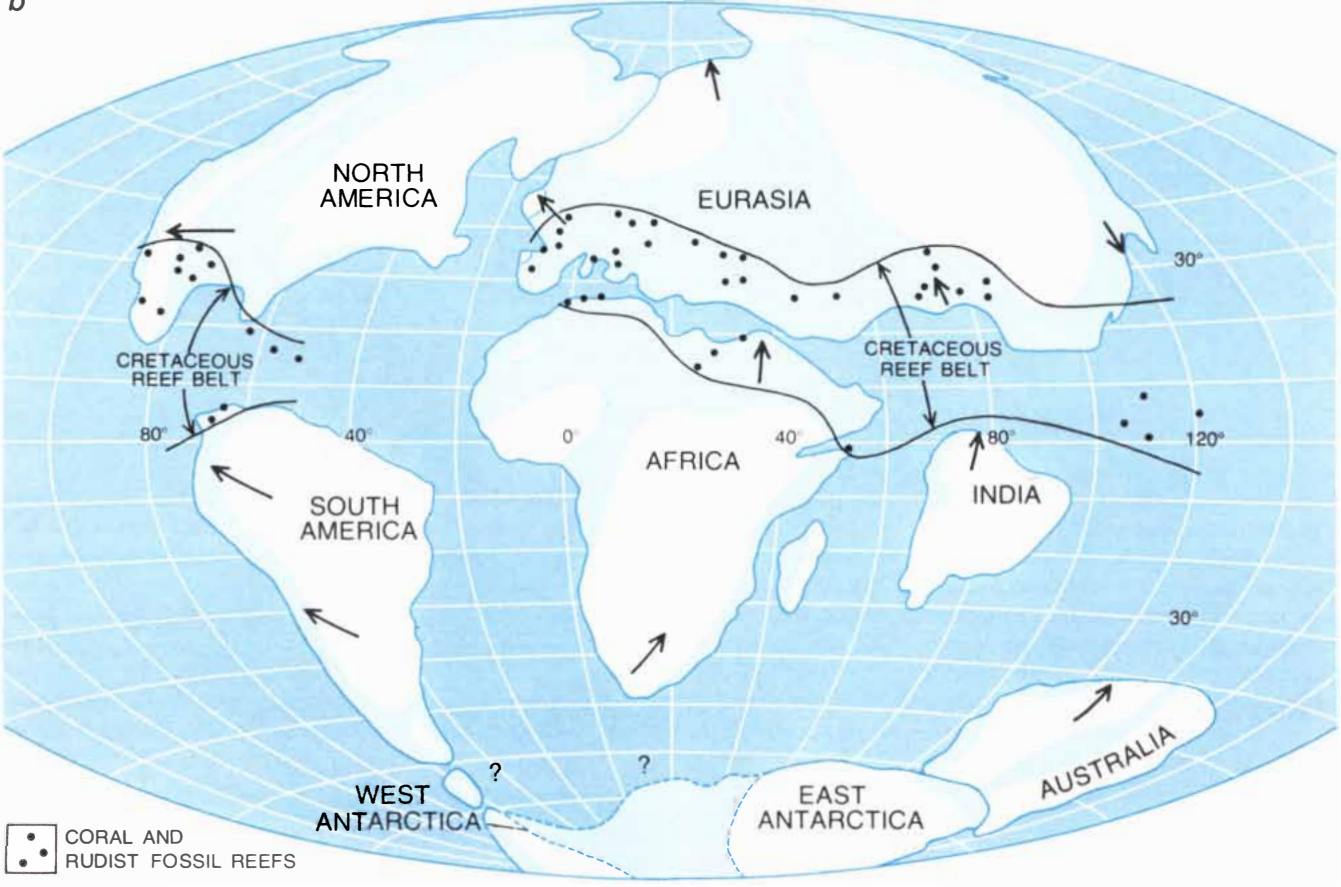 b
NORTH
AMERICA
EURASIA
30°
CRETACEOUS
REEF BELT
CRETACEOUS
REEF BELT
80°
40°
0°
40°
80°
120°
AFRICA
SOUTH
AMERICA
INDIA
30°
?
?
WEST
ANTARCTICA
EAST
ANTARCTICA
AUSTRALIA
CORAL AND
RUDIST FOSSIL REEFS